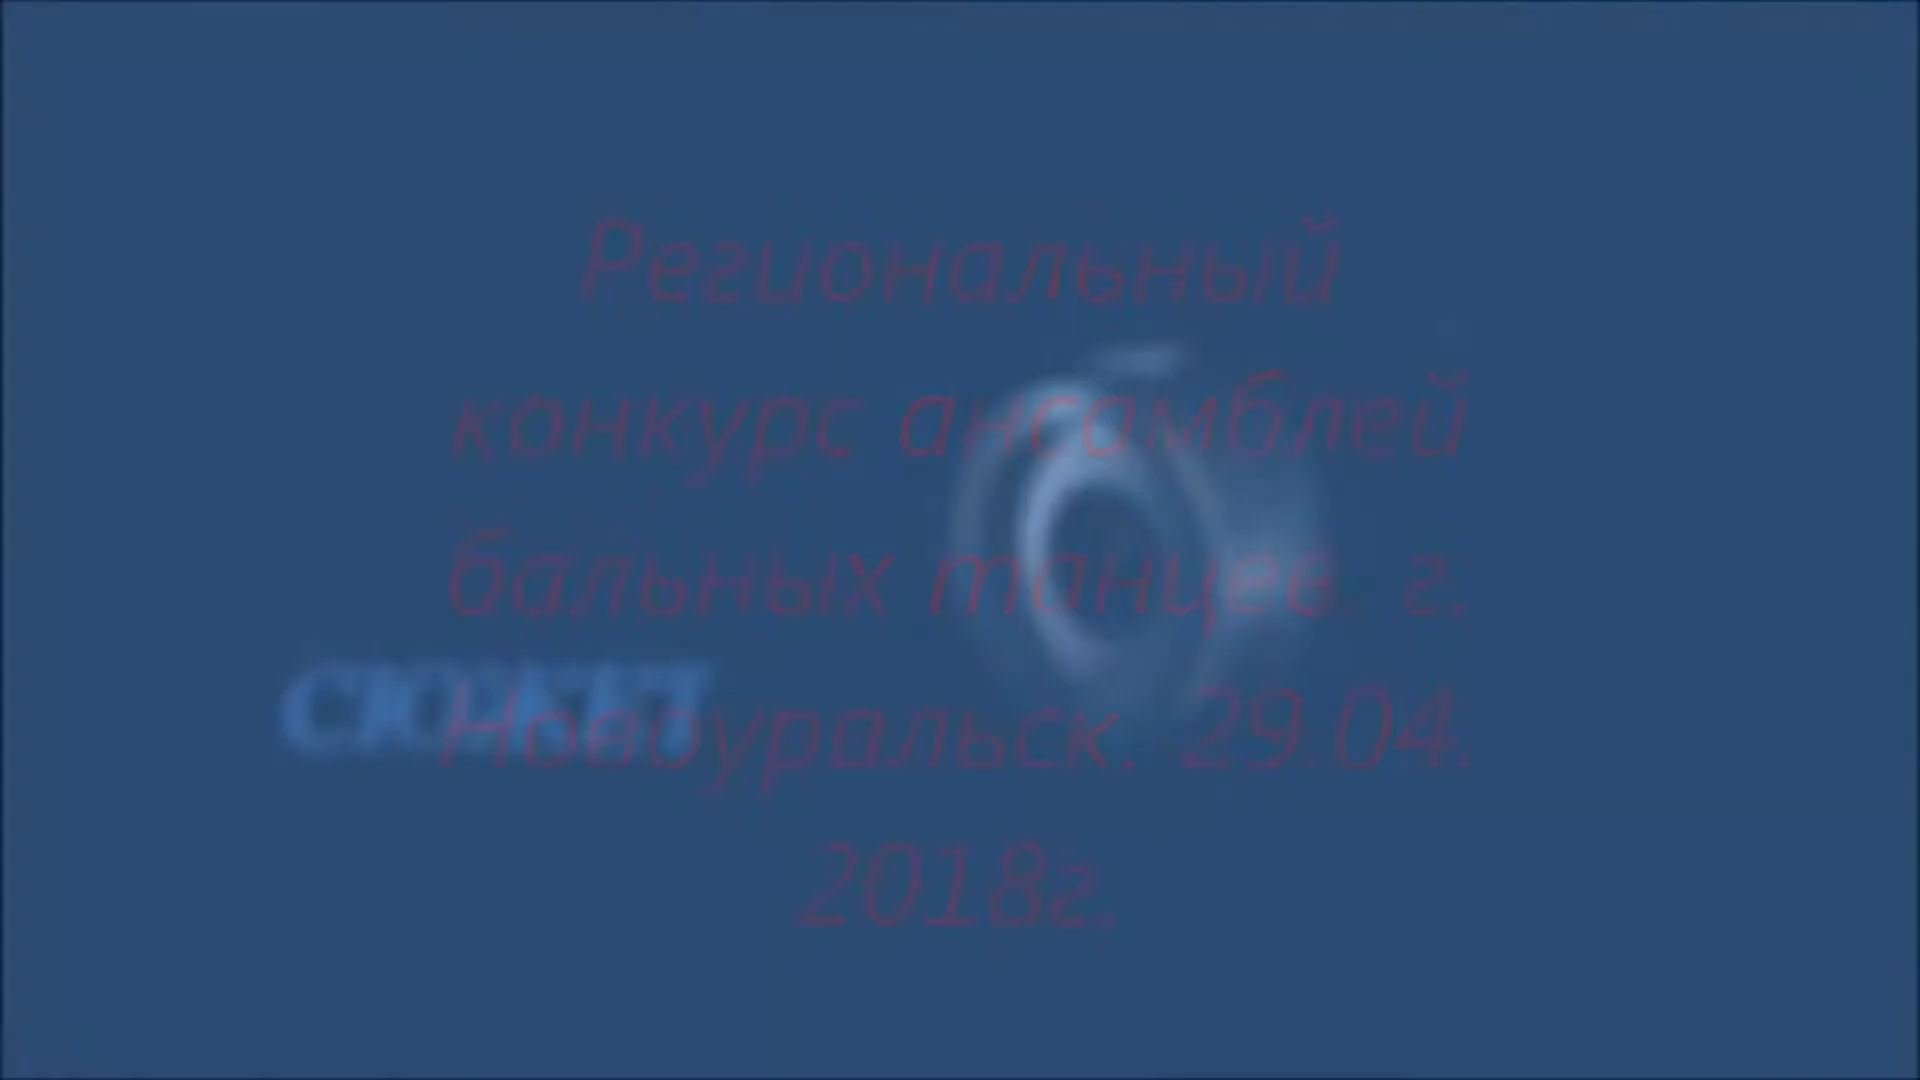 Региональный
конкурс ансамблей
бальных танцев. г.
Новоуральск. 29.04.
2018г.